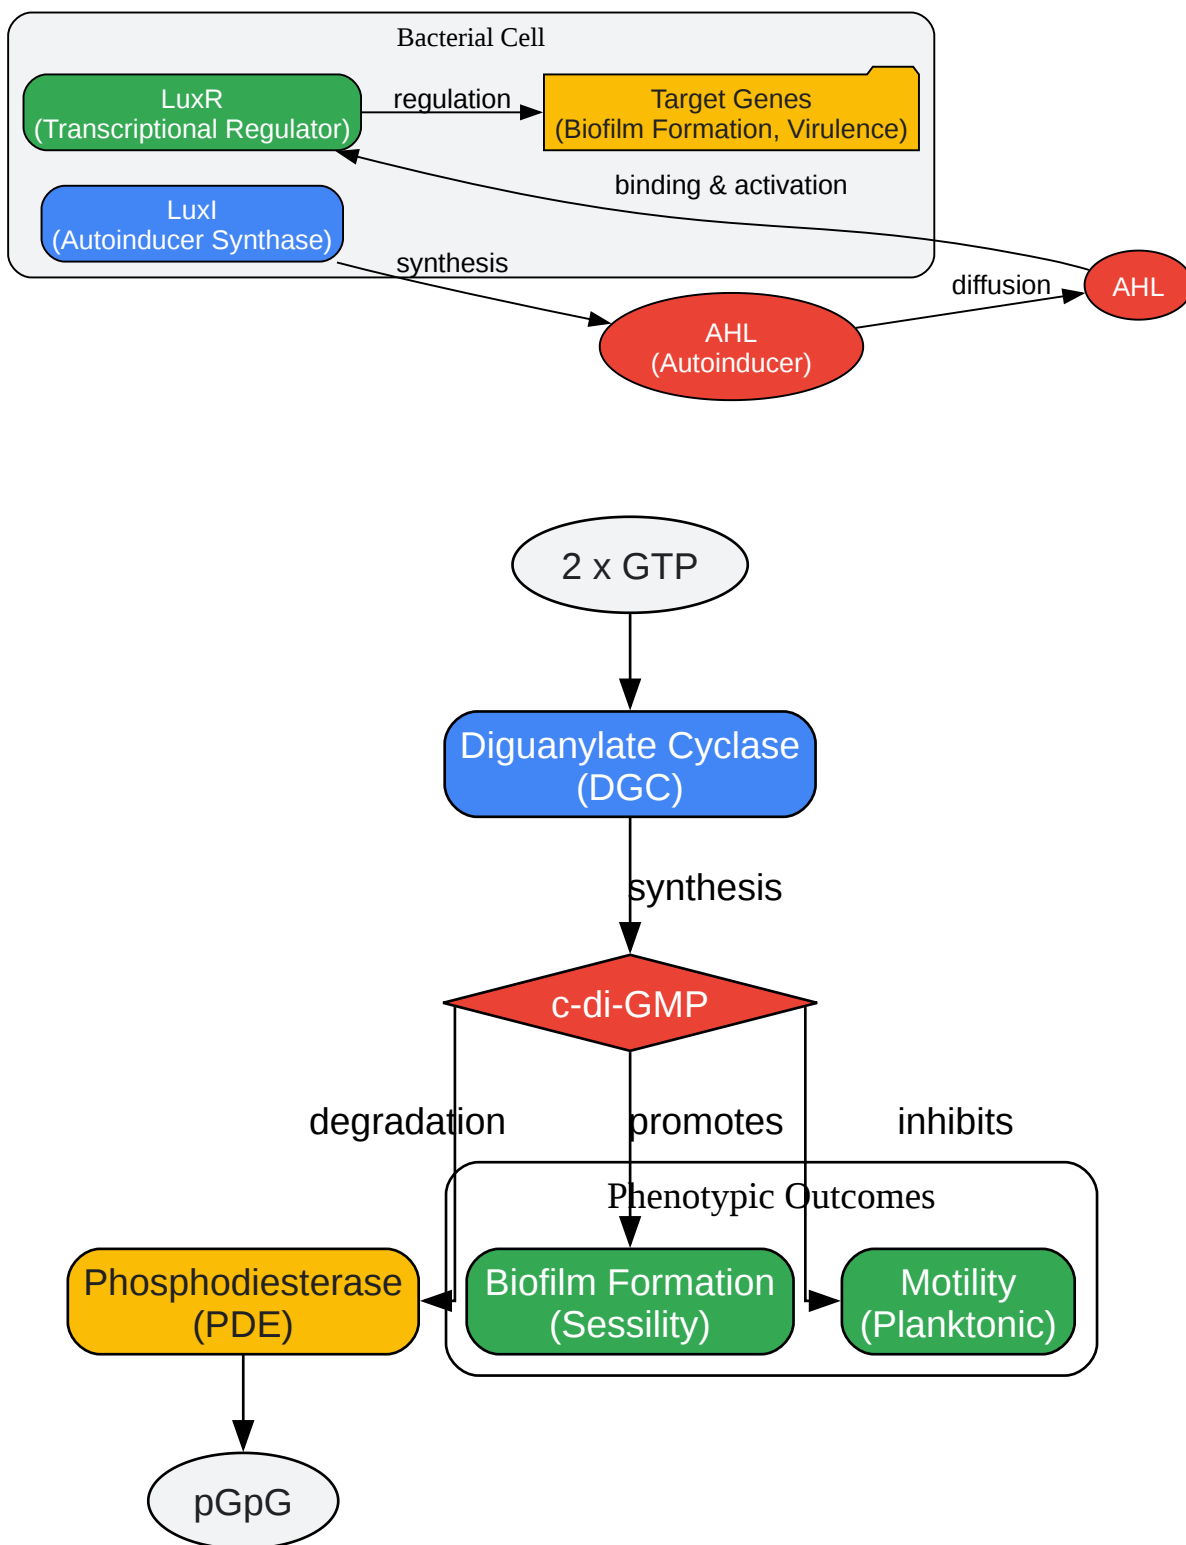 Bacterial Cell
LuxR
(Transcriptional Regulator)
regulation
Target Genes
(Biofilm Formation, Virulence)
binding & activation
LuxI
(Autoinducer Synthase)
synthesis
diffusion
AHL
AHL
(Autoinducer)
2 x GTP
Diguanylate Cyclase
(DGC)
synthesis
c-di-GMP
degradation
promotes
inhibits
Phenotypic Outcomes
Phosphodiesterase
(PDE)
Biofilm Formation
(Sessility)
Motility
(Planktonic)
pGpG